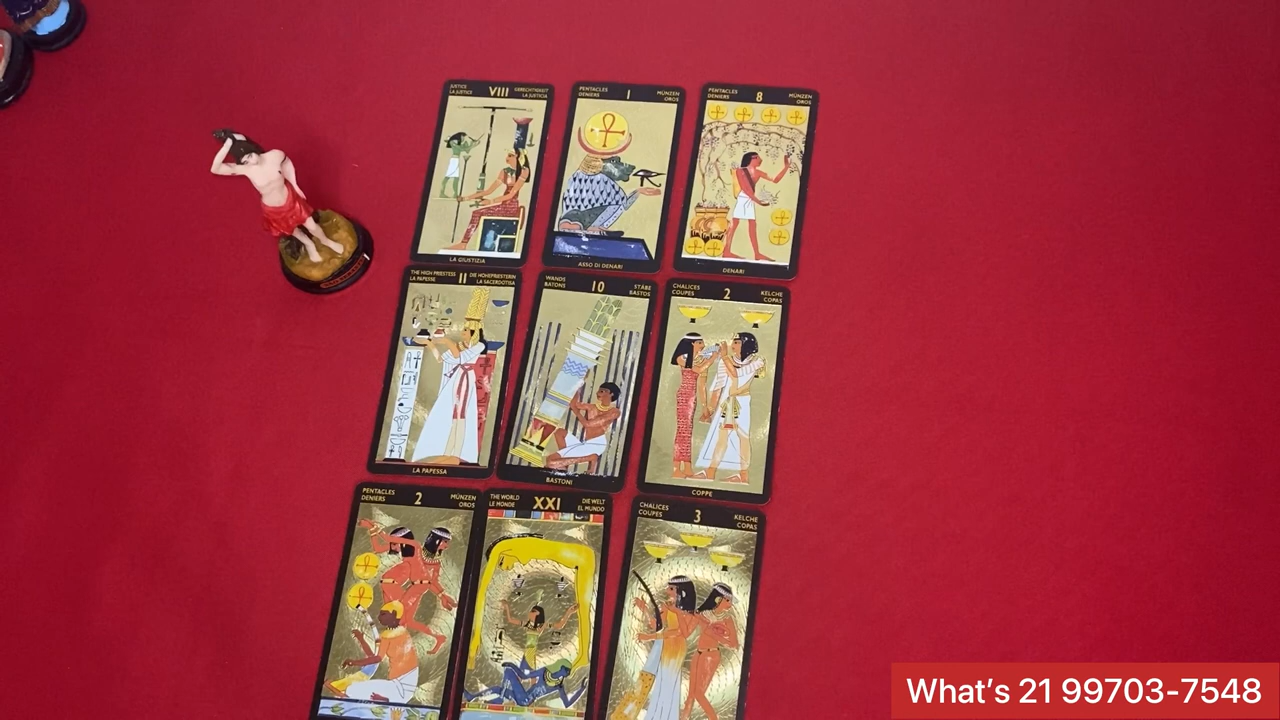 JUSTICE
LA JUSTICE
VIII
GERECHTIGKEIT
LA JUSTICIA
LA GIUSTIZIA
PENTACLES
DENIERS
1
MÜNZEN
OROS
ASSO DI DENARI
PENTACLES
DENIERS
8
MÜNZEN
OROS
DENARI
THE HIGH PRIESTESS
LA PAPESSE
II
DIE HOHEPRIESTERIN
LA SACERDOTISA
LA PAPESSA
WANDS
BATONS
10
STÄBE
BASTOS
BASTONI
CHALICES
COUPES
2
KELCHE
COPAS
COPPE
PENTACLES
DENIERS
2
MÜNZEN
OROS
THE WORLD
LE MONDE
XXI
DIE WELT
EL MUNDO
CHALICES
COUPES
3
KELCHE
COPAS
What's 21 99703-7548